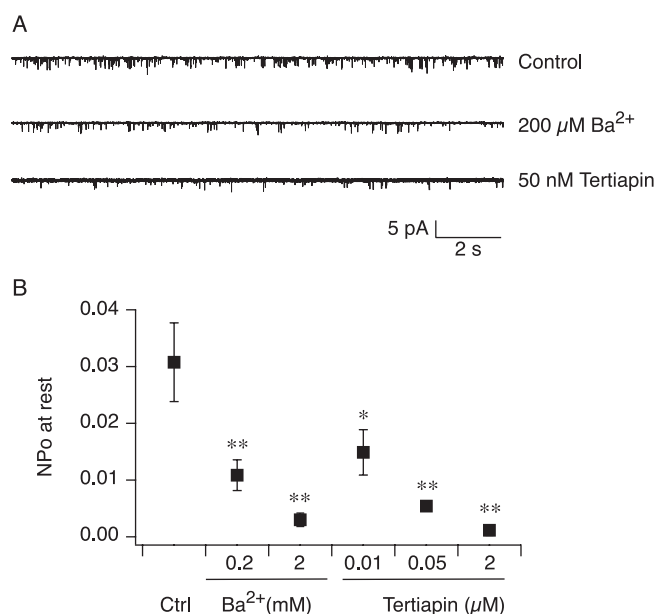 A
Control
200 µM Ba²⁺
50 nM Tertiapin
5 pA
2 s
B
NPo at rest
0.04
0.03
0.02
0.01
0.00
**
**
*
**
**
0.2 2 0.01 0.05 2
Ctrl Ba²⁺(mM) Tertiapin (µM)